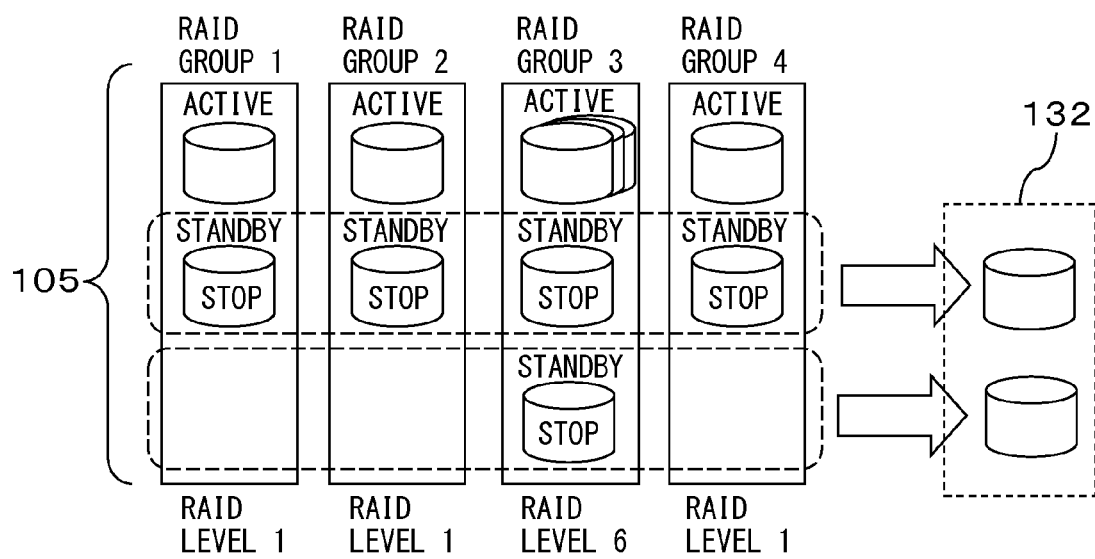 RAID GROUP 1
RAID GROUP 2
RAID GROUP 3
RAID GROUP 4
132
ACTIVE ACTIVE ACTIVE ACTIVE
STANDBY STANDBY STANDBY STANDBY
105
STOP STOP STOP STOP
STANDBY
STOP
RAID LEVEL 1
RAID LEVEL 1
RAID LEVEL 6
RAID LEVEL 1